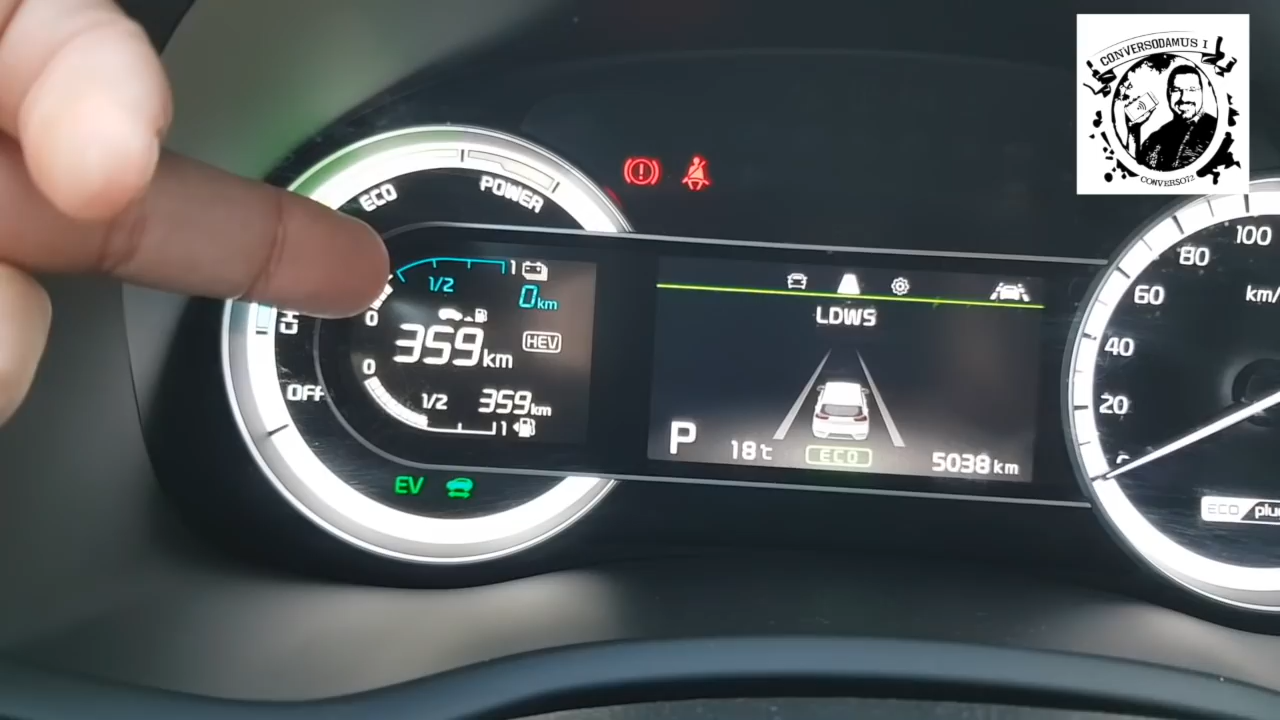 CONVERSODAMUS I
CONVERSO72
ECO
POWER
1/2
1
0km
0
359km
HEV
0
1/2
359km
1
OFF
EV
LDWS
P
18℃
ECO
5038km
20
40
60
80
100
km/
ECO